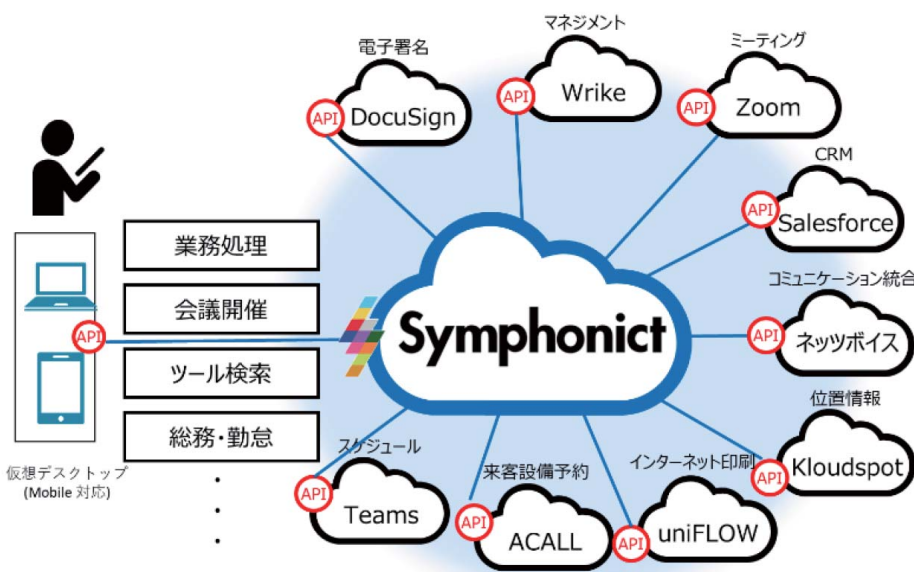 マネジメント
API
Wrike
電子署名
API
DocuSign
ミーティング
API
Zoom
CRM
API
Salesforce
業務処理
会議開催
ツール検索
総務・勤怠
・
・
・
API
仮想デスクトップ
(Mobile 対応)
Symphonict
コミュニケーション統合
API
ネッツボイス
位置情報
API
Kloudspot
スケジュール
API
Teams
来客設備予約
API
ACALL
インターネット印刷
API
uniFLOW